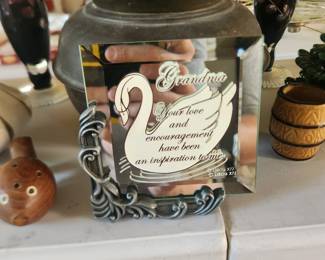 Grandma
Your love
and
encouragement
have been
an inspiration to me.